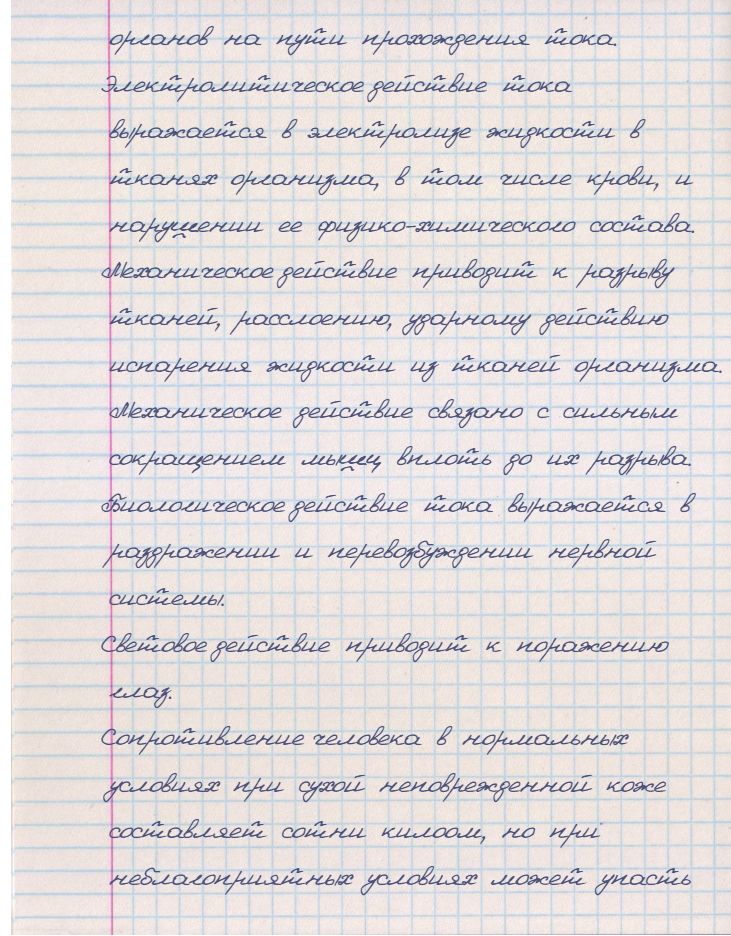 органов на пути прохождения тока.
Электролитическое действие тока
выражается в электролизе жидкости в
тканях организма, в том числе крови, и
нарушении ее физико-химического состава.
Механическое действие приводит к разрыву
тканей, расслоению, ударному действию
испарения жидкости из тканей организма.
Механическое действие связано с сильным
сокращением мышц вплоть до их разрыва.
Биологическое действие тока выражается в
раздражении и перевозбуждении нервной
системы.
Световое действие приводит к поражению
глаз.
Сопротивление человека в нормальных
условиях при сухой неповрежденной коже
составляет сотни килоом, но при
неблагоприятных условиях может упасть